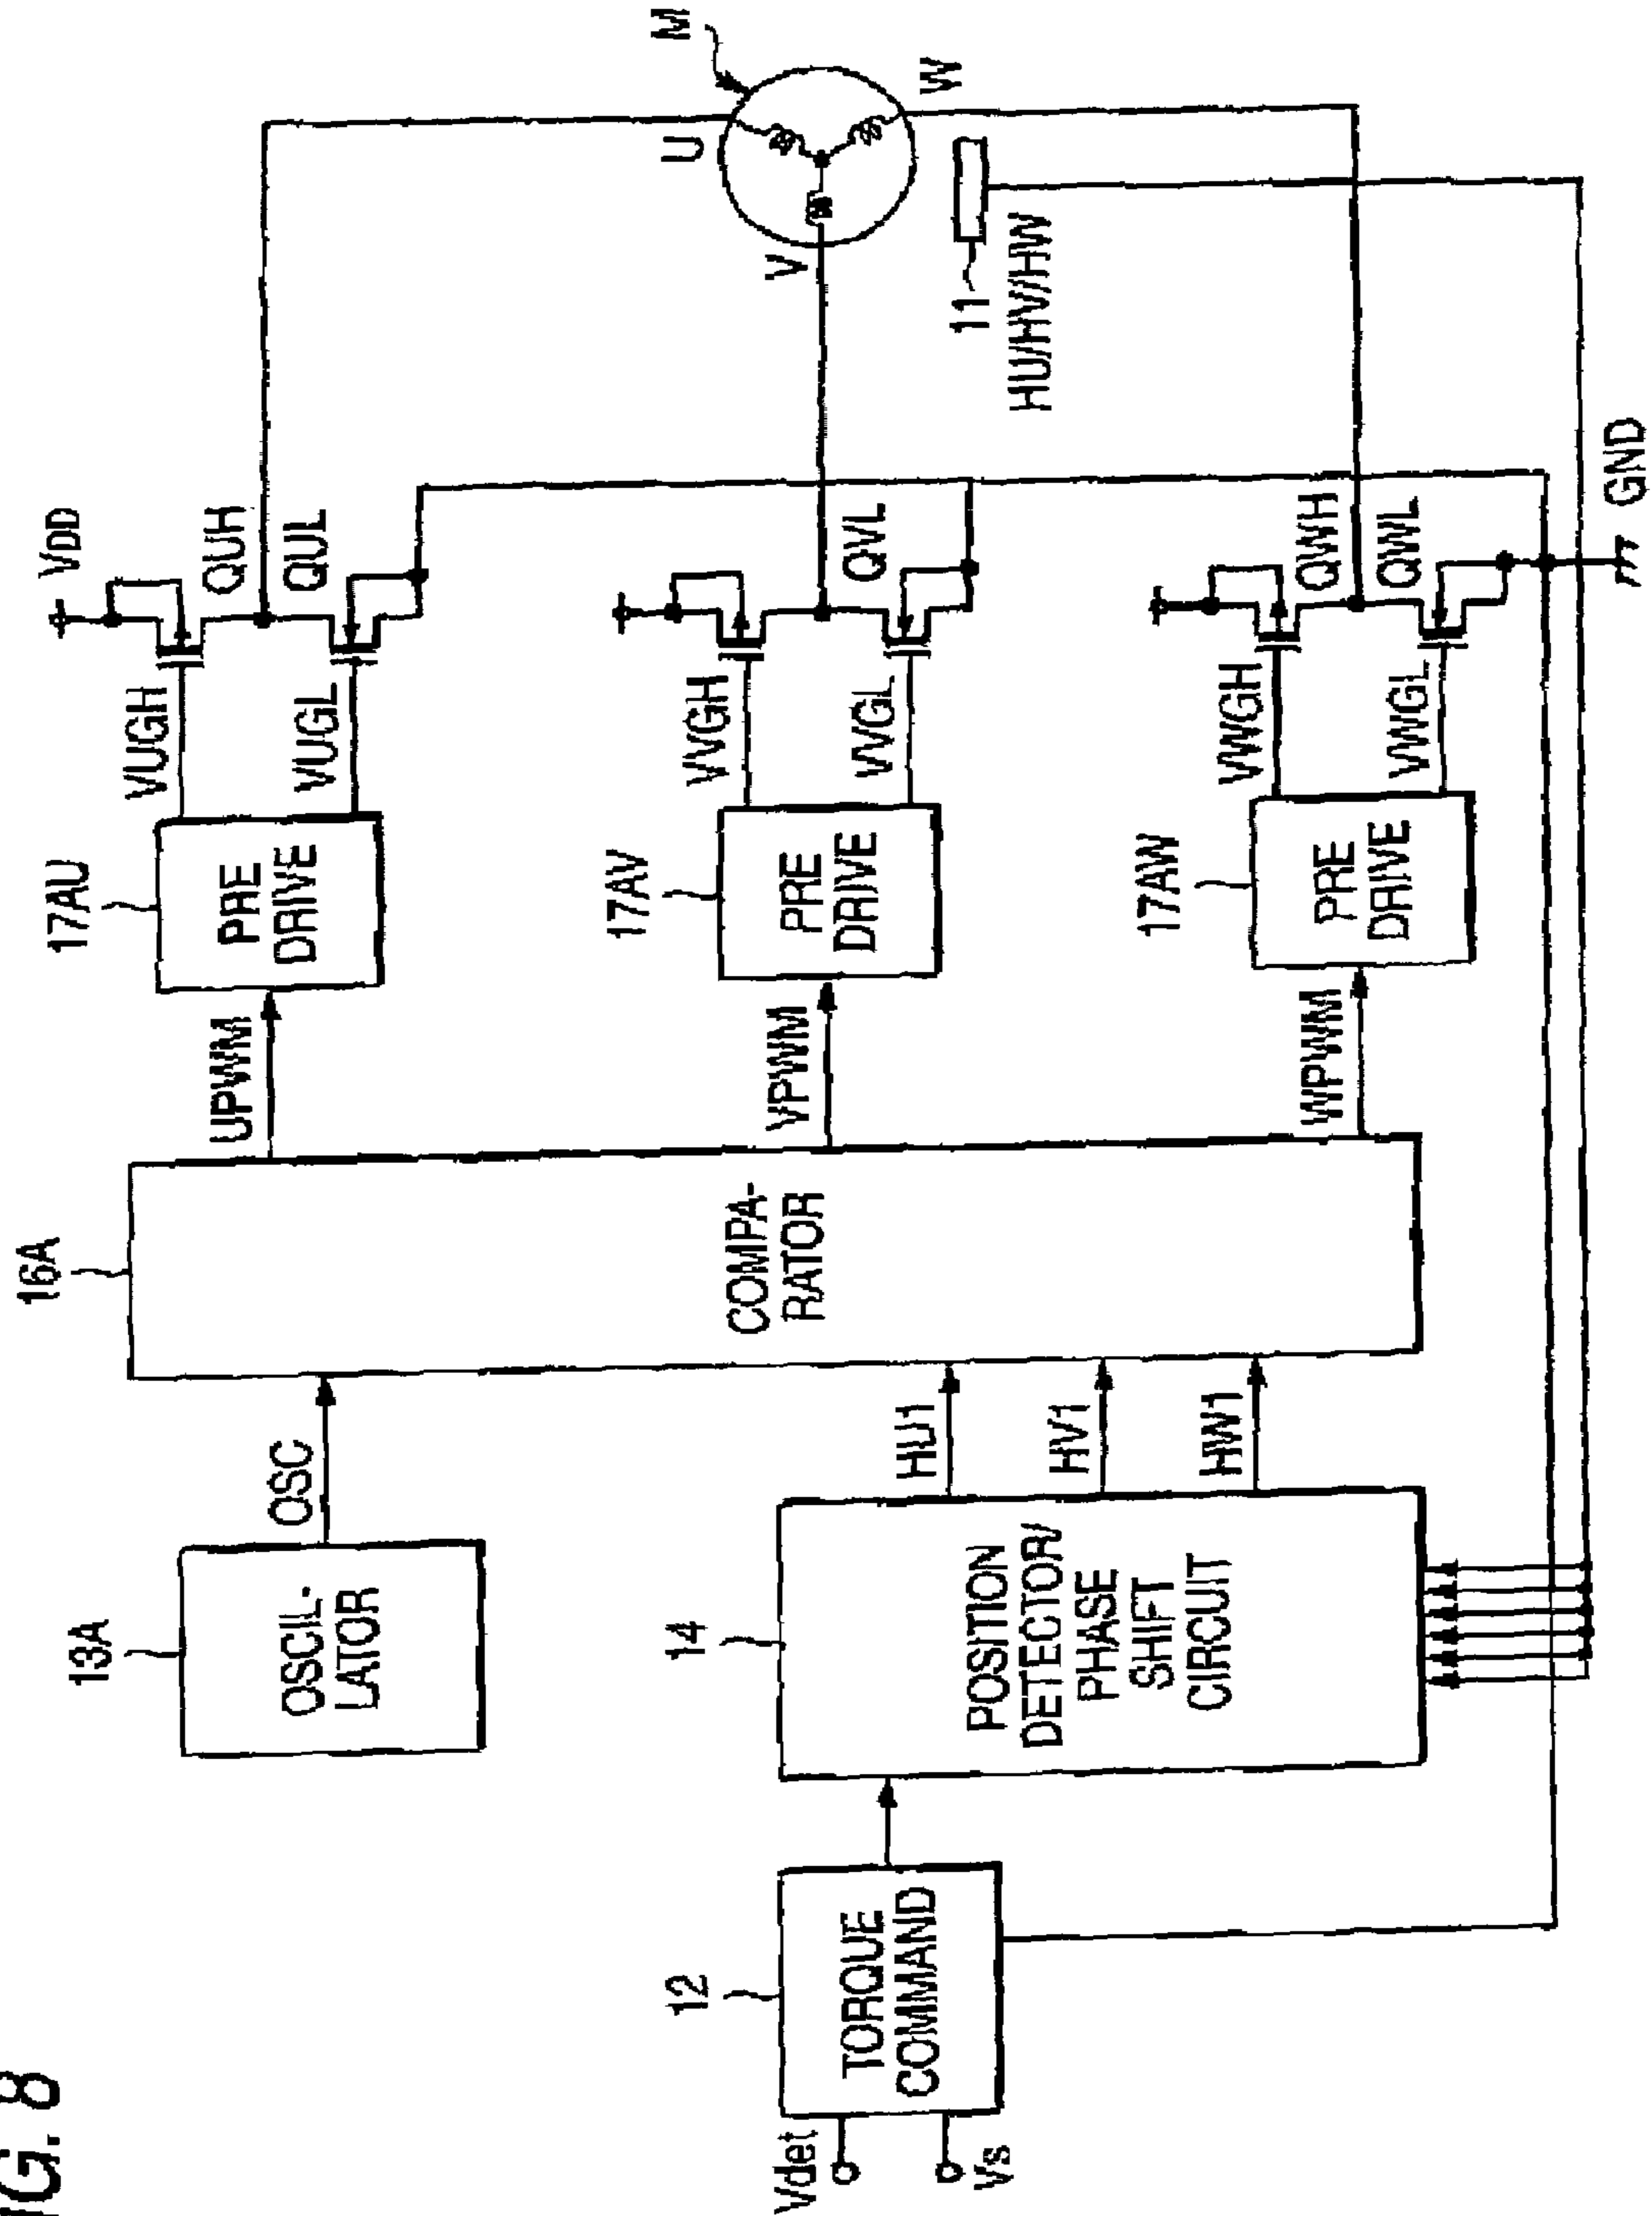 FIG. 8
Vdet
Vs
12
TORQUE
COMMAND
13A
OSCIL-
LATOR
OSC
14
POSITION
DETECTOR/
PHASE
SHIFT
CIRCUIT
HU1
HV1
HW1
16A
COMPA-
RATOR
UPWM
VPWM
WPWM
17AU
PRE
DRIVE
VUGH
VUGL
17AV
PRE
DRIVE
VVGH
VVGL
17AW
PRE
DRIVE
VWGH
VWGL
VDD
QUH
QUL
QVL
QWH
QWL
GND
M
U
V
W
11
HU/HV/HW